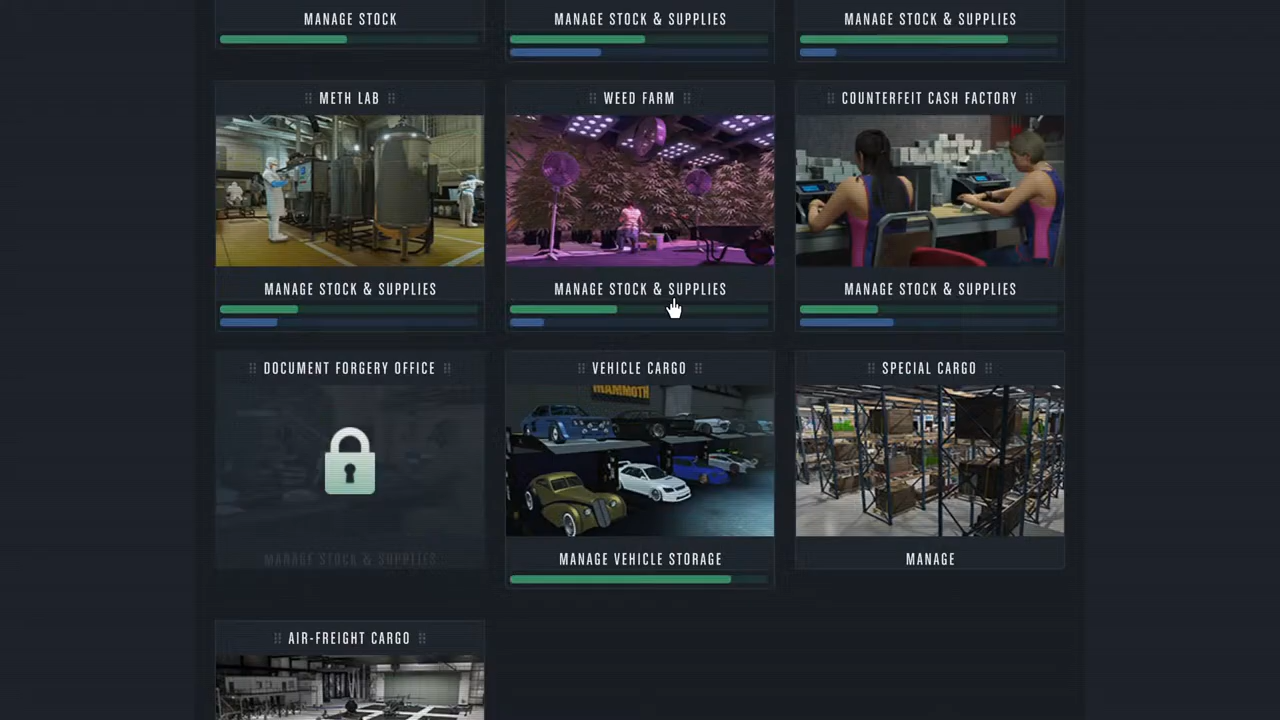 MANAGE STOCK
MANAGE STOCK & SUPPLIES
MANAGE STOCK & SUPPLIES
METH LAB
WEED FARM
COUNTERFEIT CASH FACTORY
MANAGE STOCK & SUPPLIES
MANAGE STOCK & SUPPLIES
MANAGE STOCK & SUPPLIES
DOCUMENT FORGERY OFFICE
VEHICLE CARGO
SPECIAL CARGO
MAMMOTH
MANAGE STOCK & SUPPLIES
MANAGE VEHICLE STORAGE
MANAGE
AIR-FREIGHT CARGO